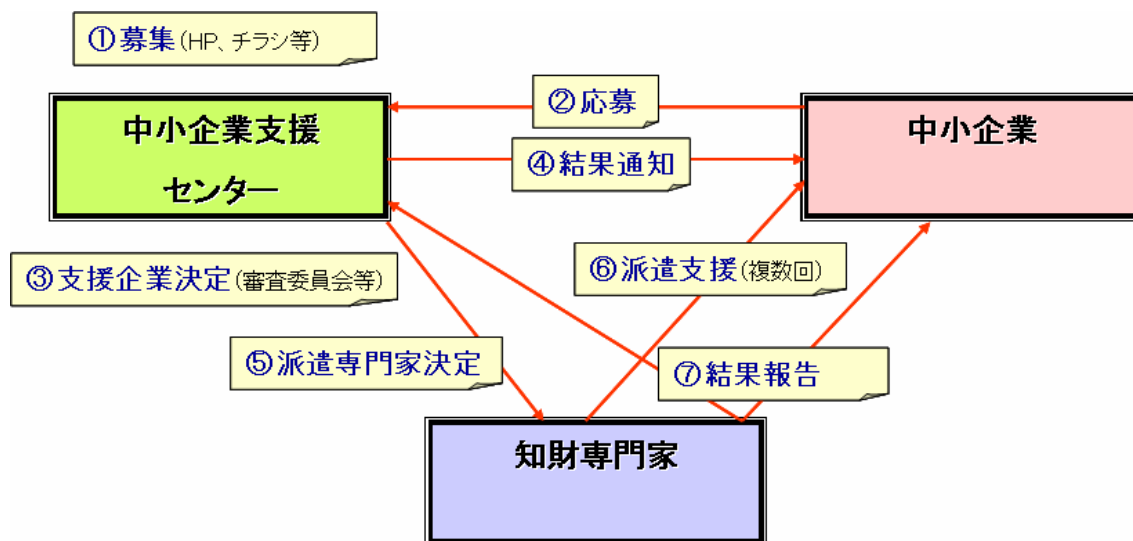 ①募集(HP、チラシ等)
②応募
中小企業支援
センター
中小企業
④結果通知
③支援企業決定(審査委員会等)
⑥派遣支援(複数回)
⑤派遣専門家決定
⑦結果報告
知財専門家